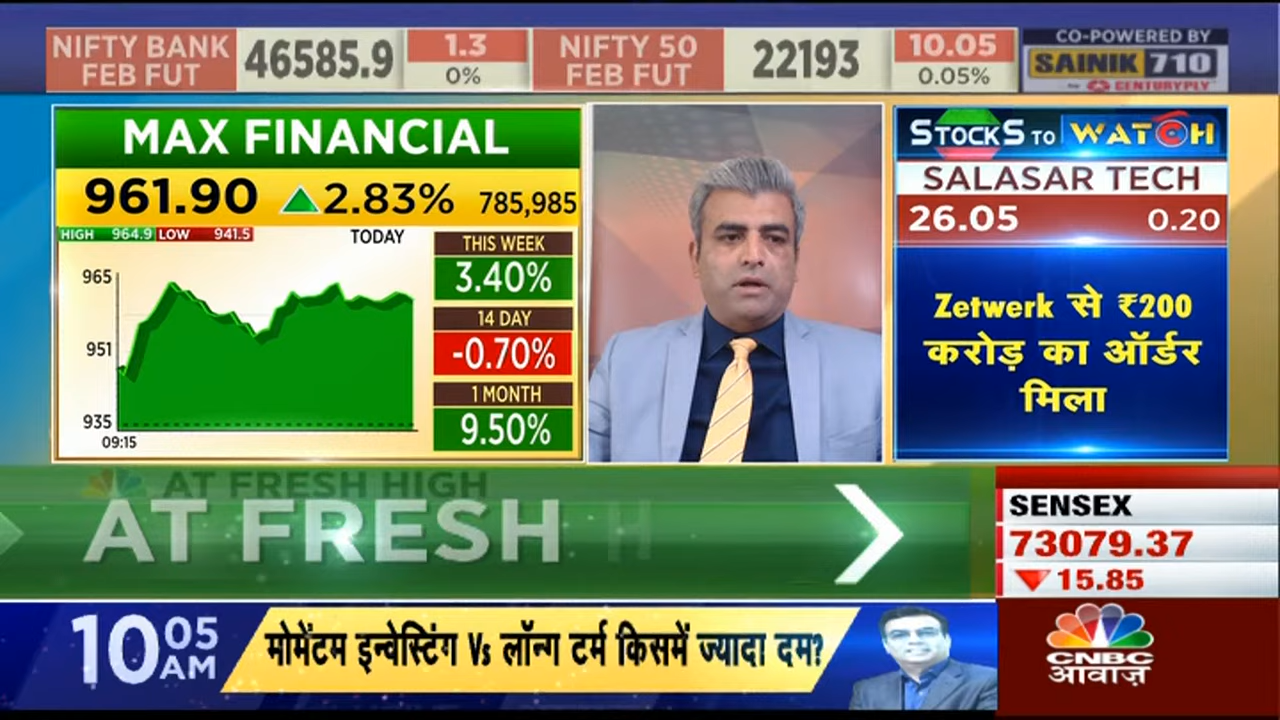 NIFTY BANK
FEB FUT
46585.9
1.3
0%
NIFTY 50
FEB FUT
22193
10.05
0.05%
CO-POWERED BY
SAINIK 710
CENTURYPLY
MAX FINANCIAL
961.90 2.83% 785,985
HIGH 964.9 LOW 941.5
TODAY
965
951
935
09:15
THIS WEEK
3.40%
14 DAY
-0.70%
1 MONTH
9.50%
STOCKS TO WATCH
SALASAR TECH
26.05 0.20
Zetwerk से ₹200
करोड़ का ऑर्डर
मिला
AT FRESH HIGH
AT FRESH H
SENSEX
73079.37
15.85
10 05 AM
मोमेंटम इन्वेस्टिंग Vs लॉन्ग टर्म किसमें ज्यादा दम?
CNBC
आवाज़